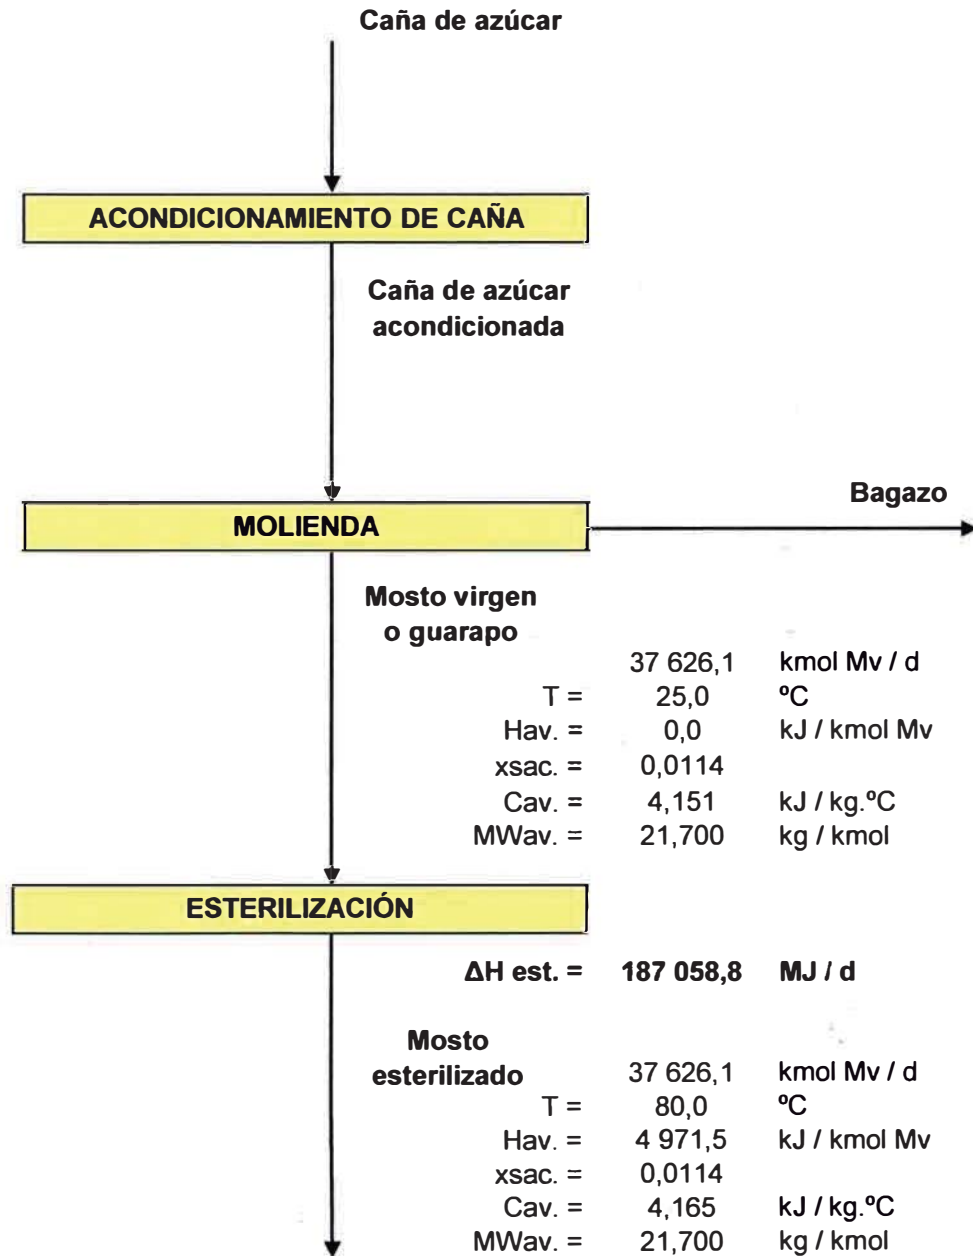 Caña de azúcar
ACONDICIONAMIENTO DE CAÑA
Caña de azúcar
acondicionada
Bagazo
MOLIENDA
Mosto virgen
o guarapo
37 626,1 kmol Mv / d
T = 25,0 ºC
Hav. = 0,0 kJ / kmol Mv
xsac. = 0,0114
Cav. = 4,151 kJ / kg.ºC
MWav. = 21,700 kg / kmol
ESTERILIZACIÓN
ΔH est. = 187 058,8 MJ / d
Mosto
esterilizado 37 626,1 kmol Mv / d
T = 80,0 ºC
Hav. = 4 971,5 kJ / kmol Mv
xsac. = 0,0114
Cav. = 4,165 kJ / kg.ºC
MWav. = 21,700 kg / kmol